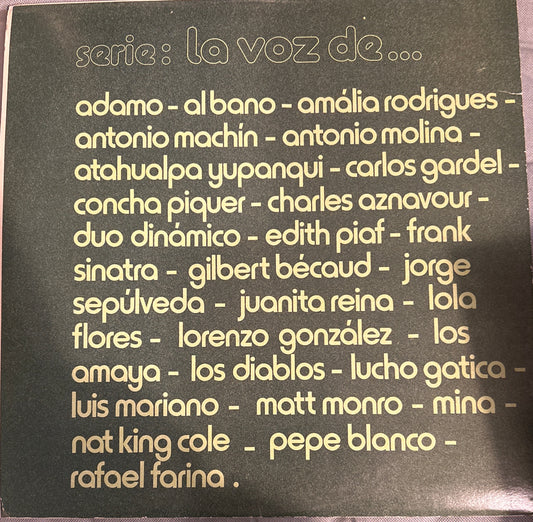 serie: la voz de...
adamo - al bano - amália rodrigues -
antonio machín - antonio molina -
atahualpa yupanqui - carlos gardel -
concha piquer - charles aznavour -
duo dinámico - edith piaf - frank
sinatra - gilbert bécaud - jorge
sepúlveda - juanita reina - lola
flores - lorenzo gonzález - los
amaya - los diablos - lucho gatica -
luis mariano - matt monro - mina -
nat king cole - pepe blanco -
rafael farina.